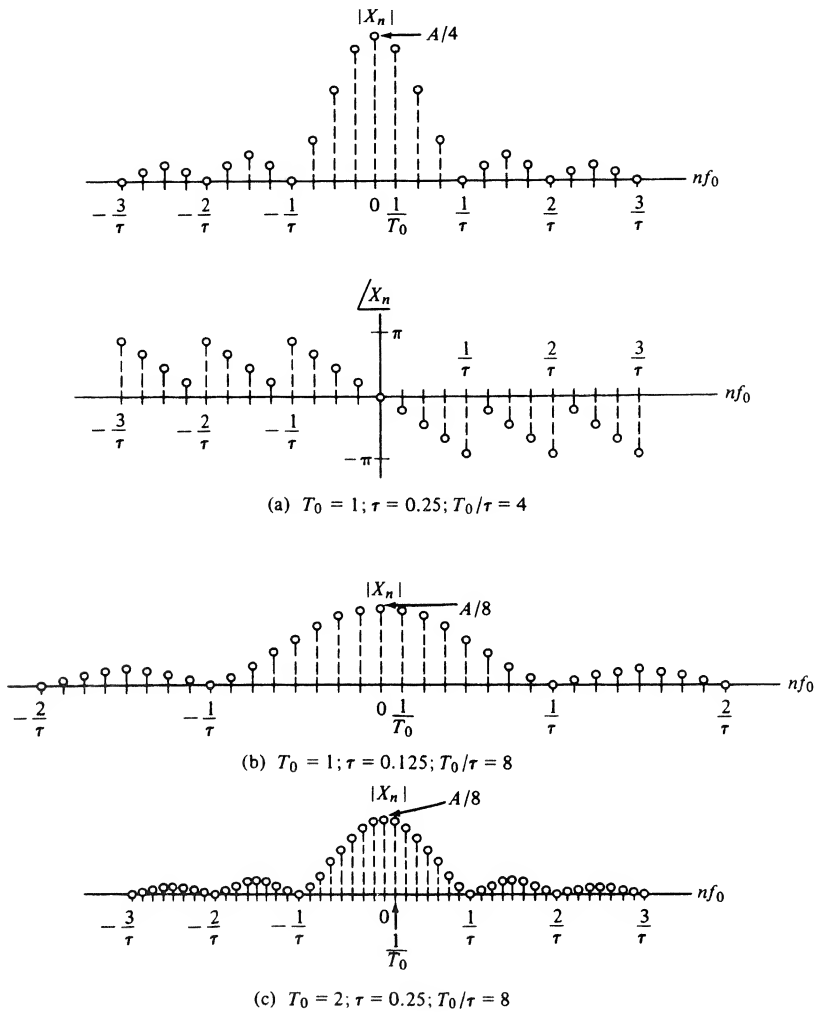 |Xₙ|
A/4
nf₀
−3/τ −2/τ −1/τ 0 1/T₀ 1/τ 2/τ 3/τ
∠Xₙ
π
1/τ 2/τ 3/τ
nf₀
−3/τ −2/τ −1/τ
−π
(a) T₀ = 1; τ = 0.25; T₀/τ = 4
|Xₙ|
A/8
nf₀
−2/τ −1/τ 0 1/T₀ 1/τ 2/τ
(b) T₀ = 1; τ = 0.125; T₀/τ = 8
|Xₙ|
A/8
nf₀
−3/τ −2/τ −1/τ 0 1/τ 2/τ 3/τ
1/T₀
(c) T₀ = 2; τ = 0.25; T₀/τ = 8